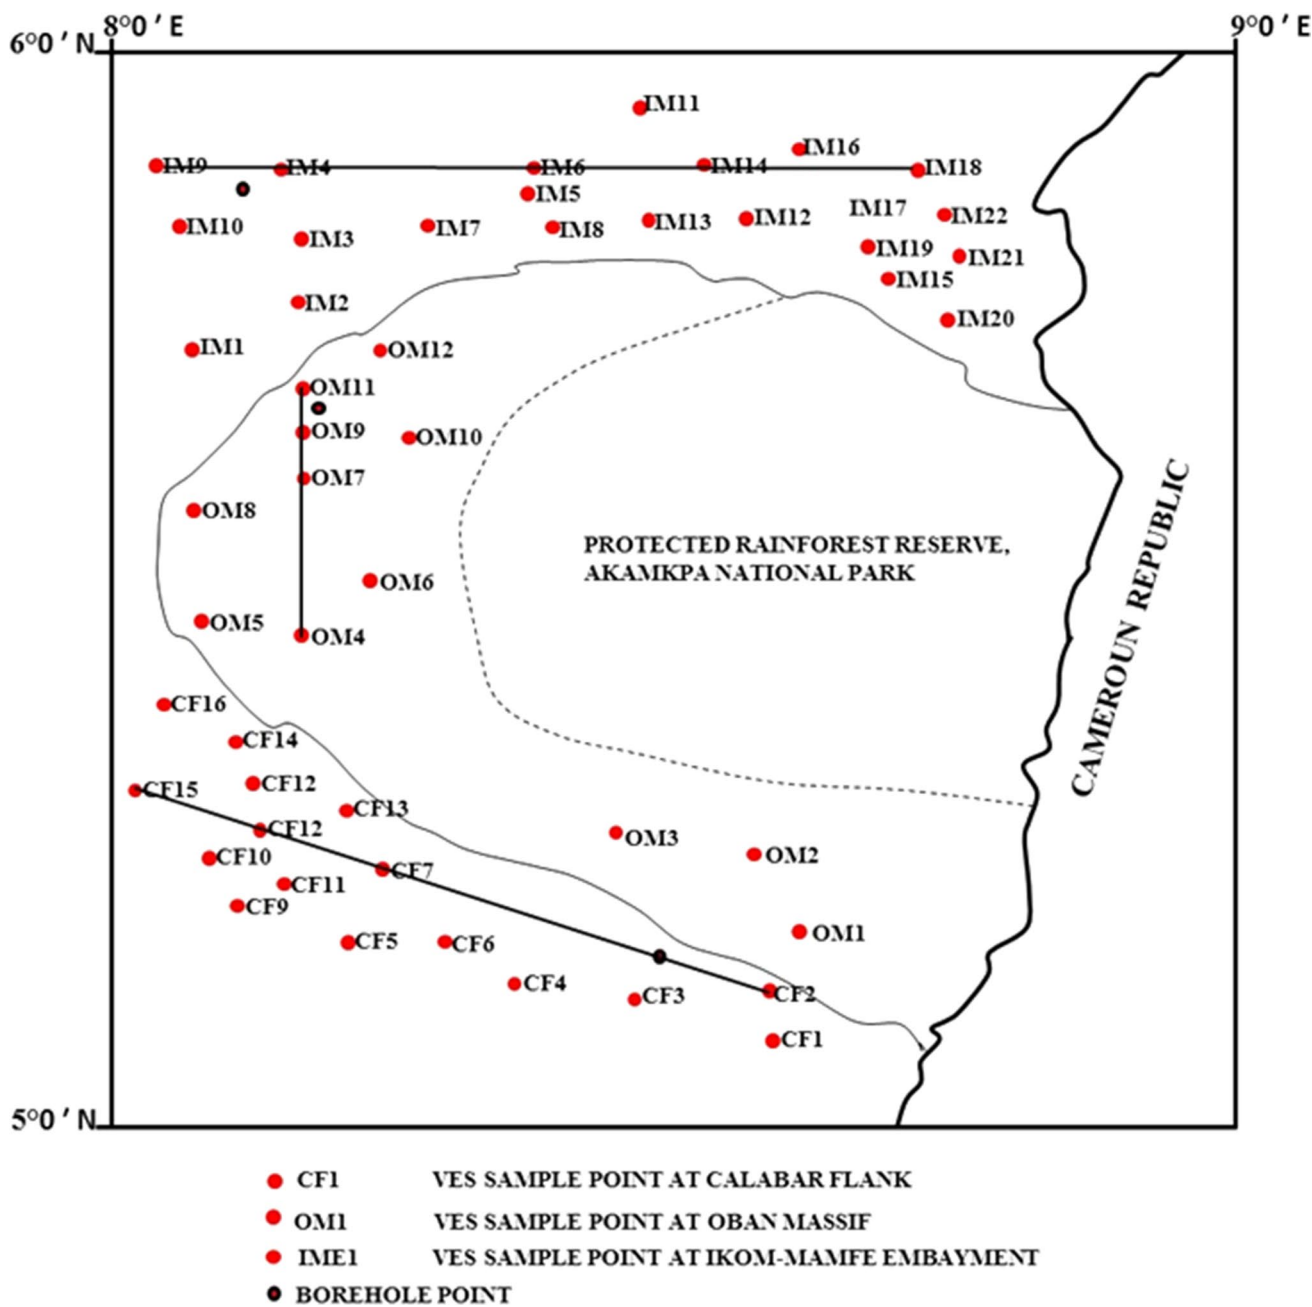 8°0 ' E
9°0 ' E
6°0 ' N
IM11
IM16
IM9
IM4
IM6
IM14
IM18
IM5
IM10
IM3
IM7
IM8
IM13
IM12
IM17
IM22
IM19
IM21
IM15
IM2
IM20
IM1
OM12
OM11
OM9
OM10
OM7
OM8
PROTECTED RAINFOREST RESERVE,
AKAMKPA NATIONAL PARK
CAMEROUN REPUBLIC
OM6
OM5
OM4
CF16
CF14
CF15
CF12
CF13
CF12
CF10
CF7
CF11
CF9
OM3
OM2
CF5
CF6
OM1
CF4
CF3
CF2
CF1
5°0 ' N
CF1 VES SAMPLE POINT AT CALABAR FLANK
OM1 VES SAMPLE POINT AT OBAN MASSIF
IME1 VES SAMPLE POINT AT IKOM-MAMFE EMBAYMENT
BOREHOLE POINT